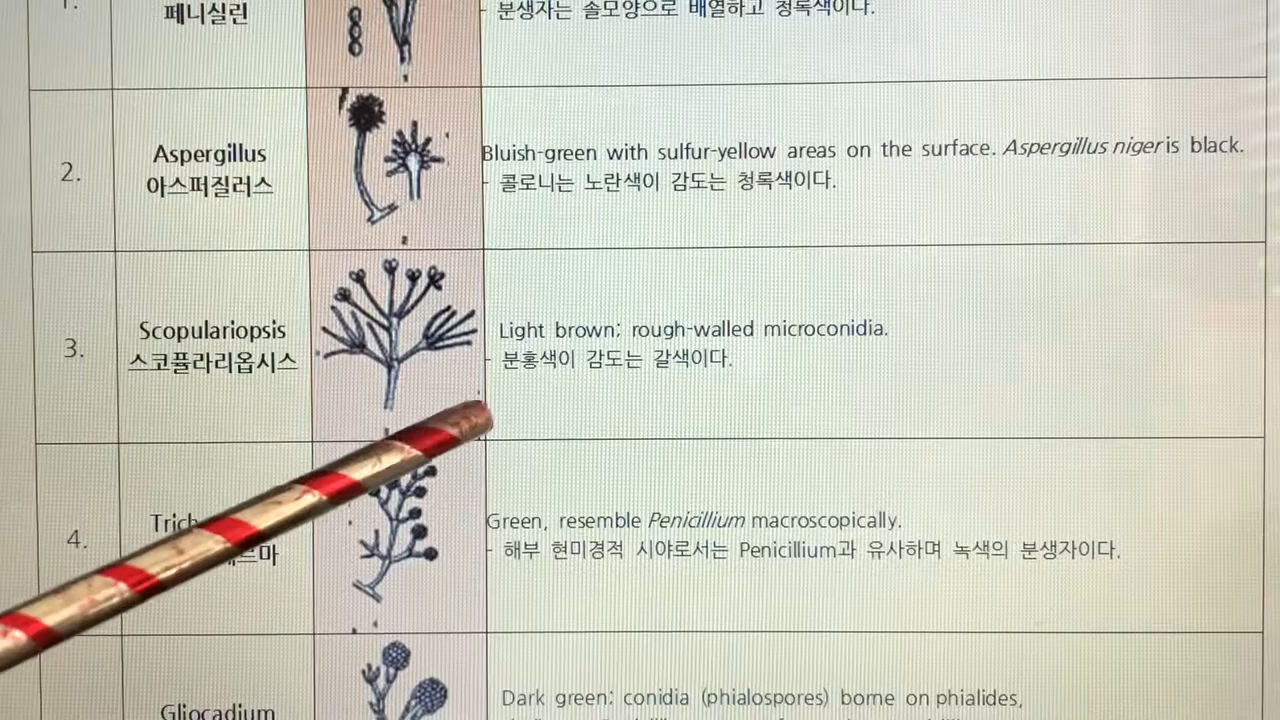 1.
페니실린
- 분생자는 솔모양으로 배열하고 청록색이다.
2.
Aspergillus
아스퍼질러스
Bluish-green with sulfur-yellow areas on the surface. Aspergillus niger is black.
- 콜로니는 노란색이 감도는 청록색이다.
3.
Scopulariopsis
스코퓰라리옵시스
Light brown: rough-walled microconidia.
- 분홍색이 감도는 갈색이다.
4.
Green, resemble Penicillium macroscopically.
- 해부 현미경적 시야로서는 Penicillium과 유사하며 녹색의 분생자이다.
Gliocadium
Dark green: conidia (phialospores) borne on phialides,